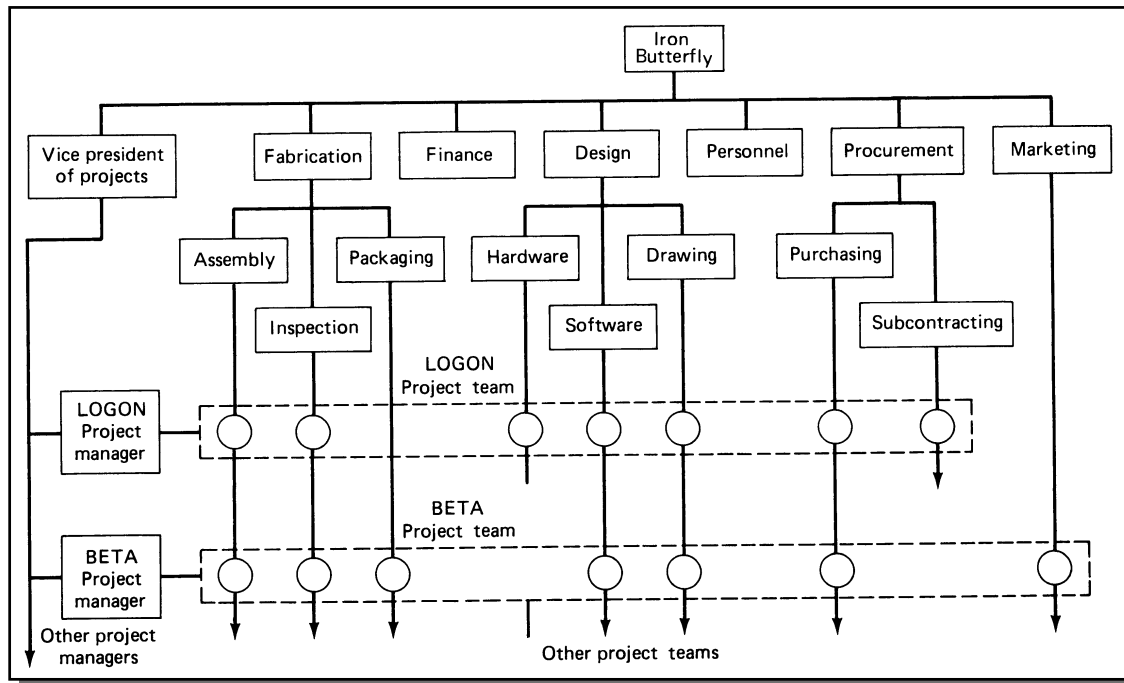 Iron
Butterfly
Vice president
of projects
Fabrication
Finance
Design
Personnel
Procurement
Marketing
Assembly
Packaging
Hardware
Drawing
Purchasing
Inspection
Software
Subcontracting
LOGON
Project team
LOGON
Project
manager
BETA
Project team
BETA
Project
manager
Other project
managers
Other project teams